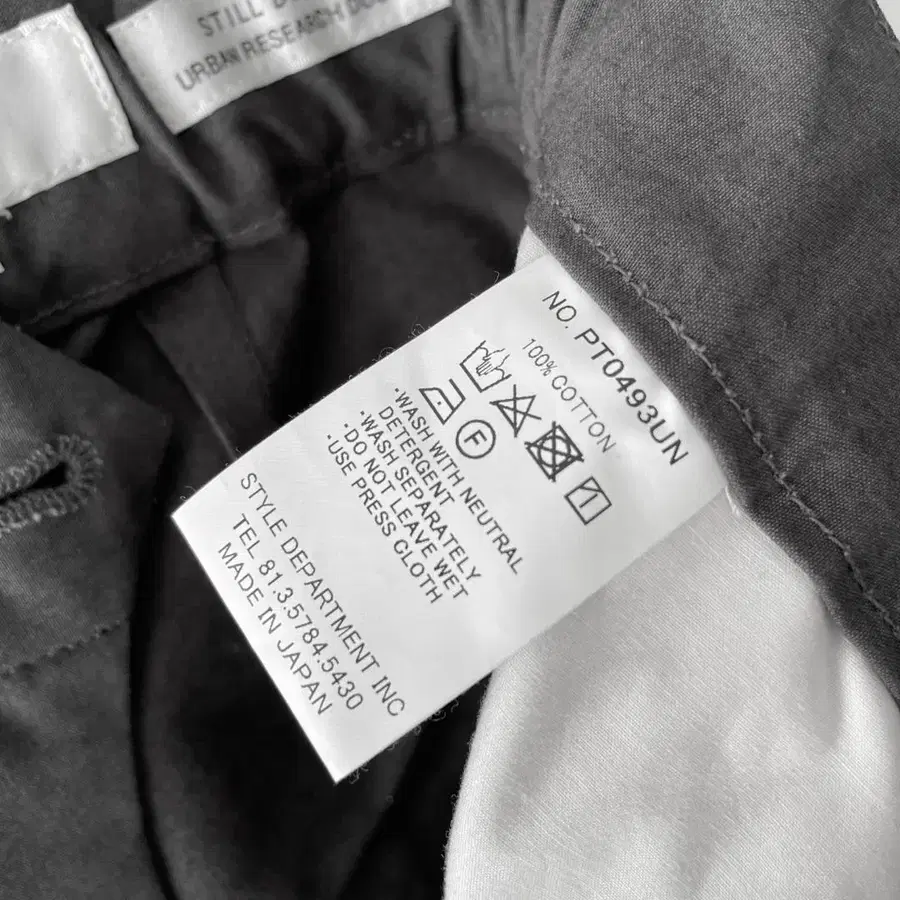 STILL
URBAN RESEARCH
NO. PT0493UN
100% COTTON
F
·WASH WITH NEUTRAL
DETERGENT
·WASH SEPARATELY
·DO NOT LEAVE WET
·USE PRESS CLOTH
STYLE DEPARTMENT INC
TEL 81.3.5784.5430
MADE IN JAPAN